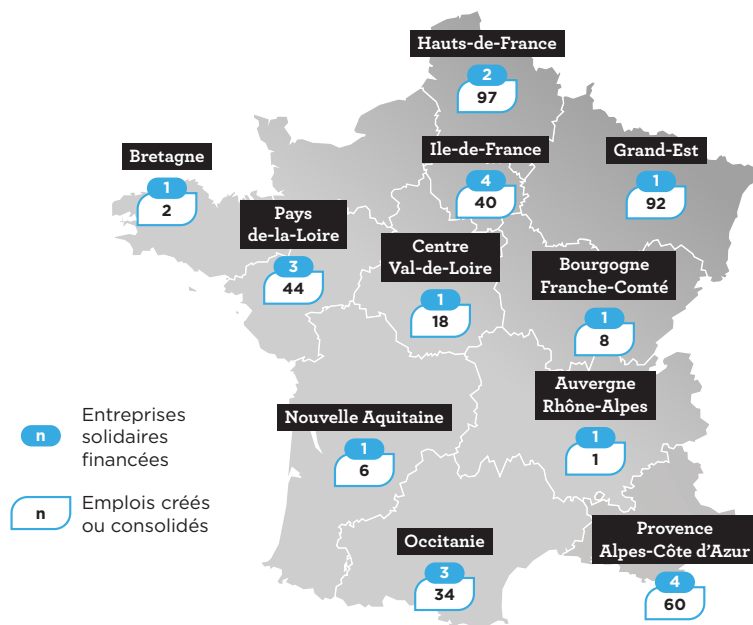 Hauts-de-France
2
97
Bretagne
1
2
Ile-de-France
4
40
Grand-Est
1
92
Pays
de-la-Loire
3
44
Centre
Val-de-Loire
1
18
Bourgogne
Franche-Comté
1
8
Auvergne
Rhône-Alpes
1
1
Nouvelle Aquitaine
1
6
Occitanie
3
34
Provence
Alpes-Côte d'Azur
4
60
n
Entreprises
solidaires
financées
n
Emplois créés
ou consolidés